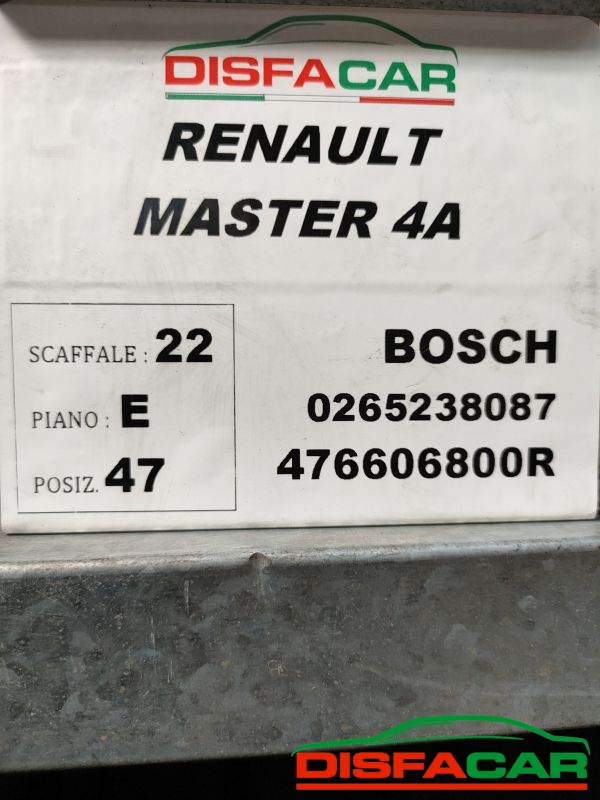 DISFACAR
RENAULT
MASTER 4A
SCAFFALE : 22
PIANO : E
POSIZ. 47
BOSCH
0265238087
476606800R
DISFACAR